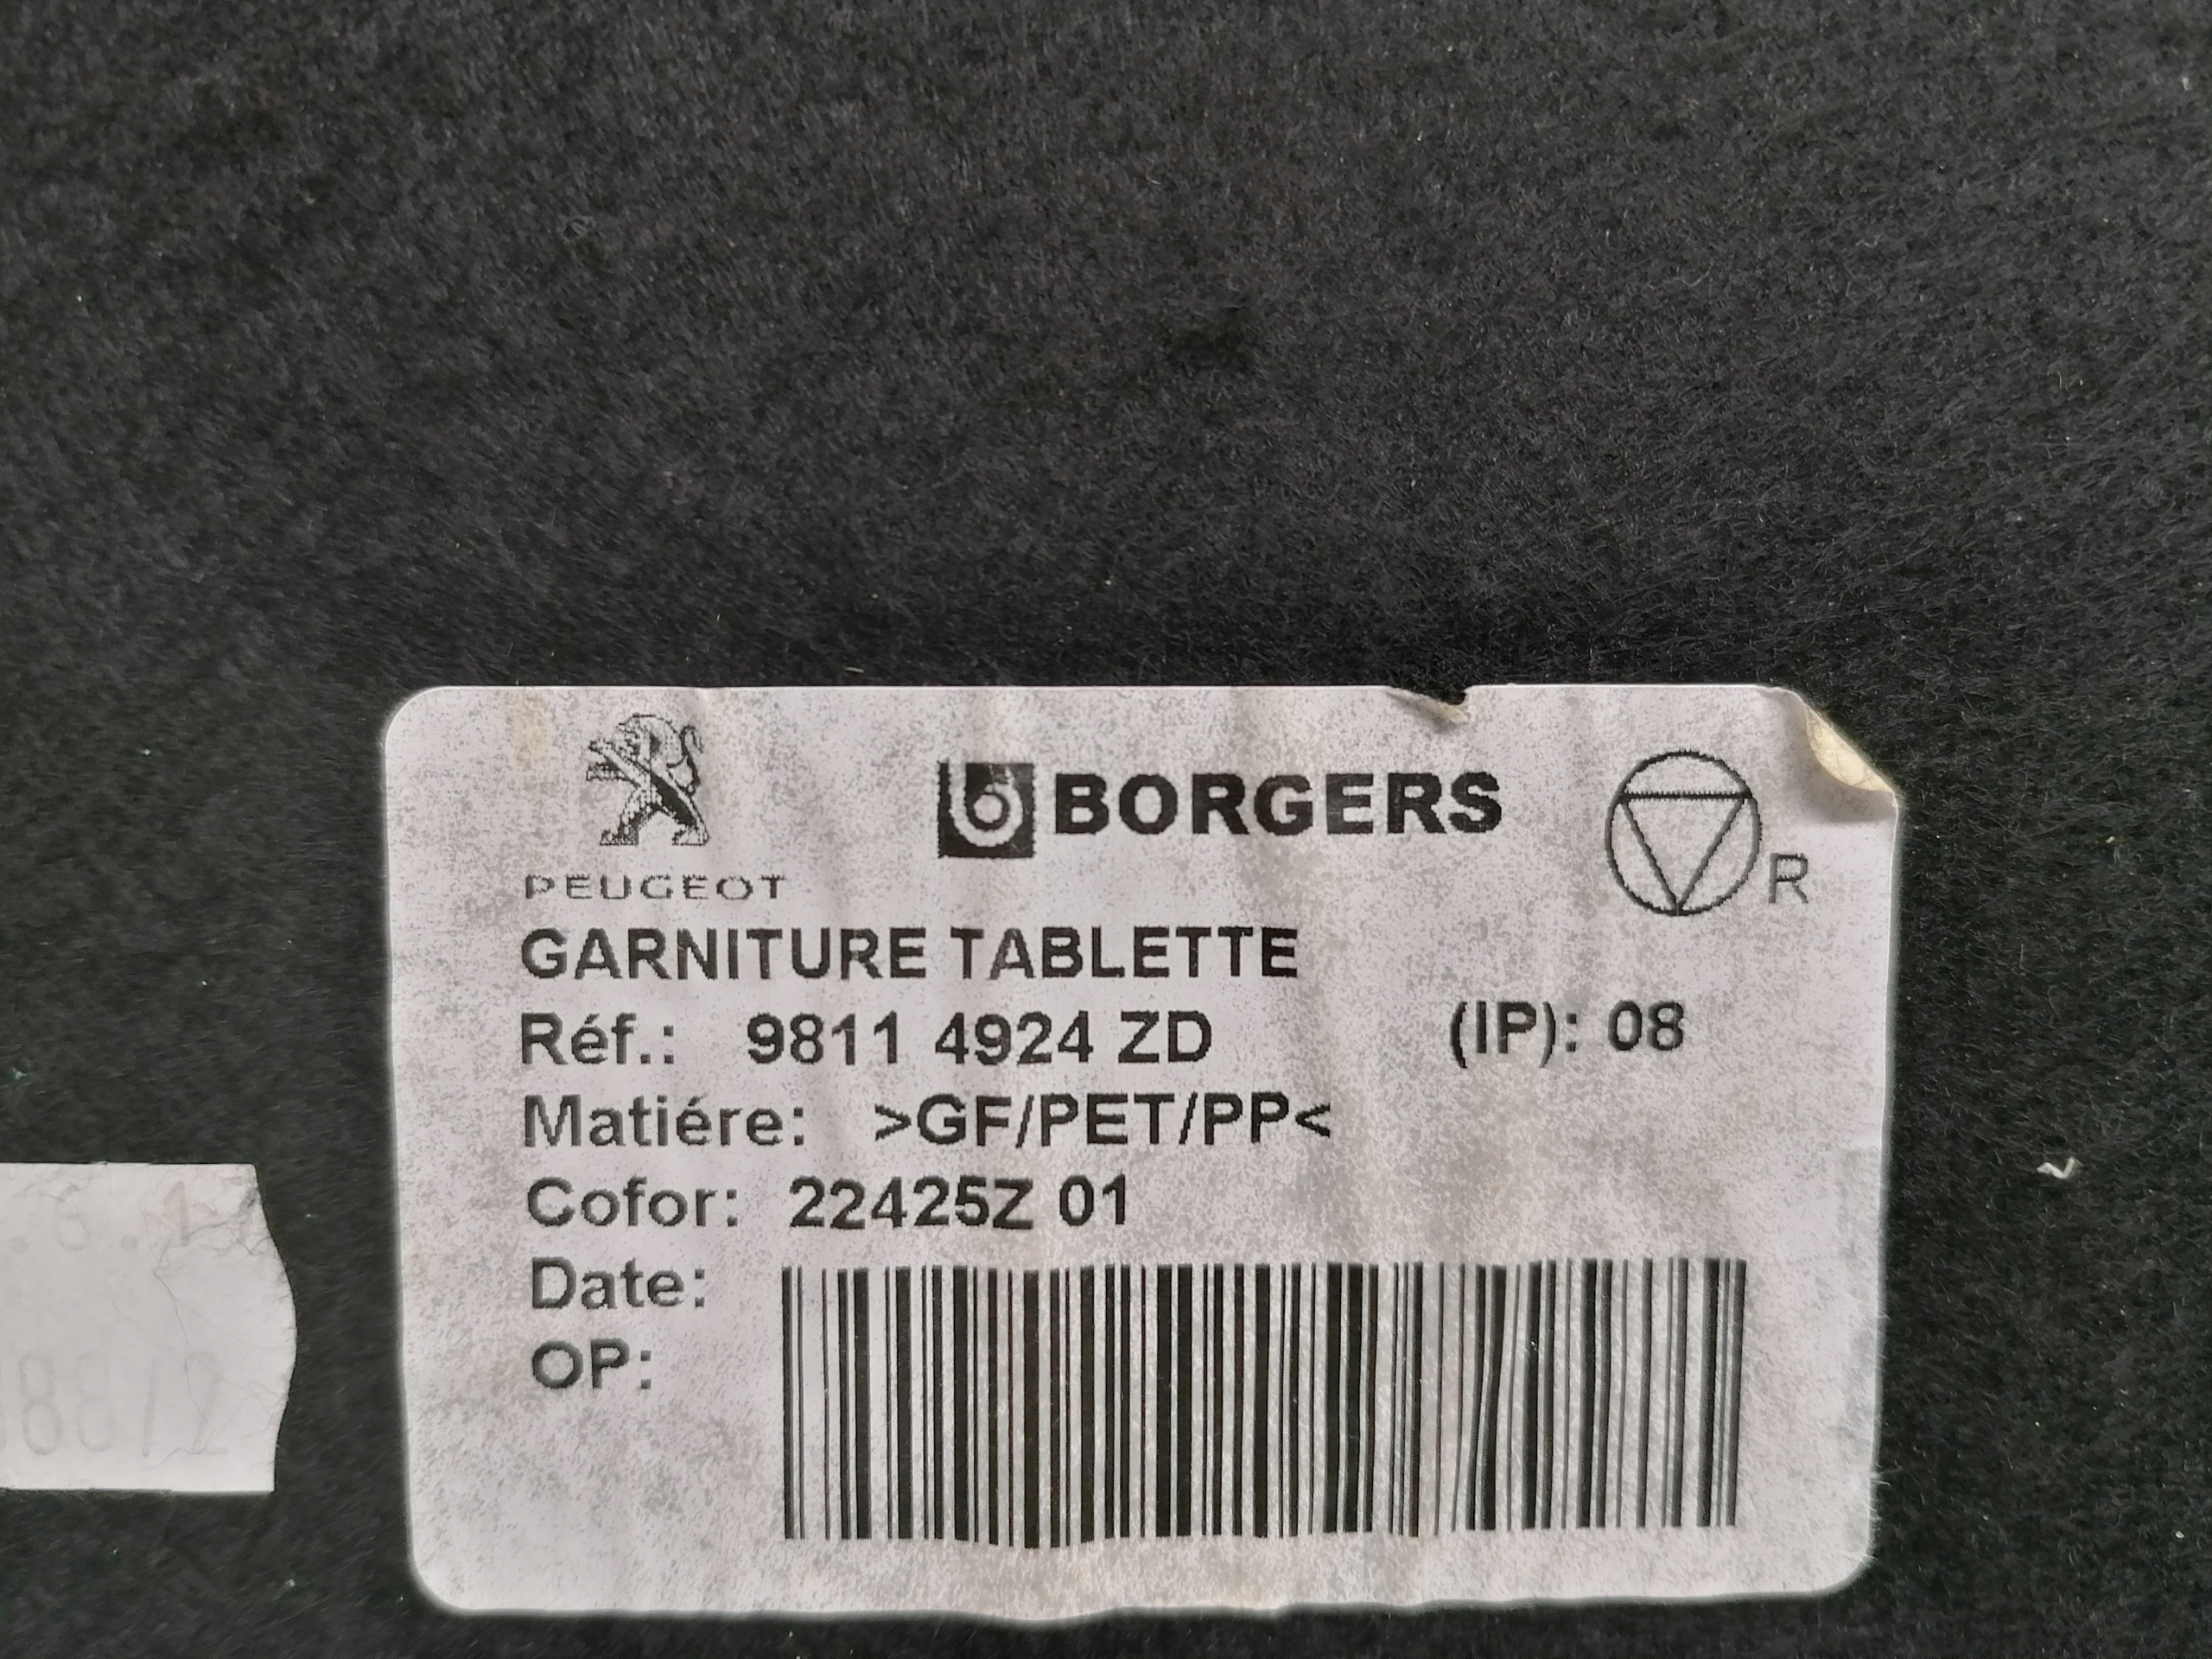 PEUGEOT
BORGERS
R
GARNITURE TABLETTE
Réf.: 9811 4924 ZD (IP): 08
Matiére: >GF/PET/PP<
Cofor: 22425Z 01
Date:
OP: